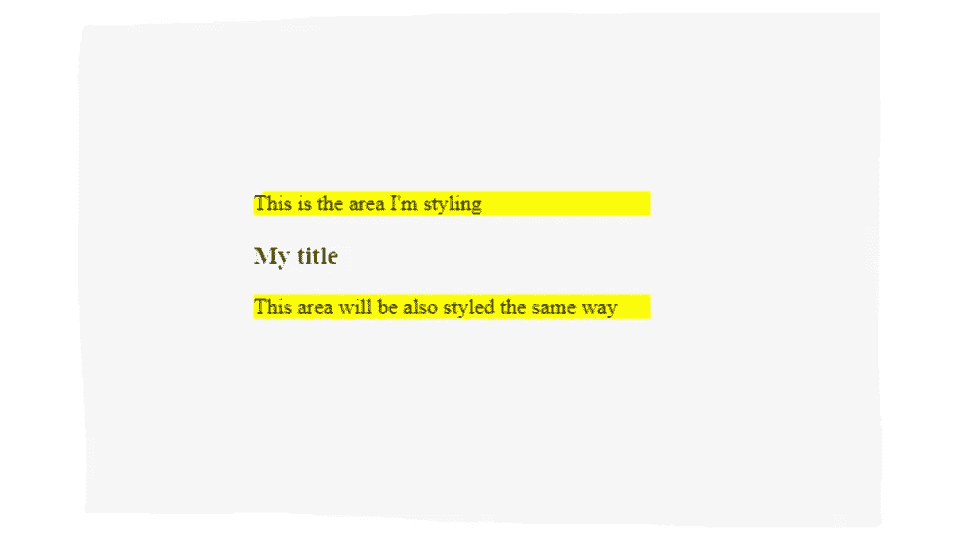 This is the area I'm styling
My title
This area will be also styled the same way